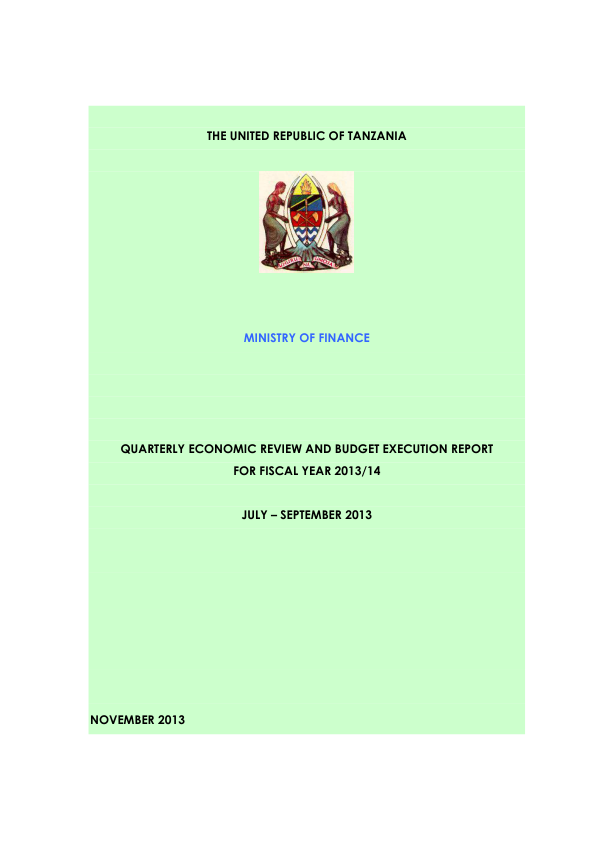 THE UNITED REPUBLIC OF TANZANIA
MINISTRY OF FINANCE
QUARTERLY ECONOMIC REVIEW AND BUDGET EXECUTION REPORT
FOR FISCAL YEAR 2013/14
JULY – SEPTEMBER 2013
NOVEMBER 2013